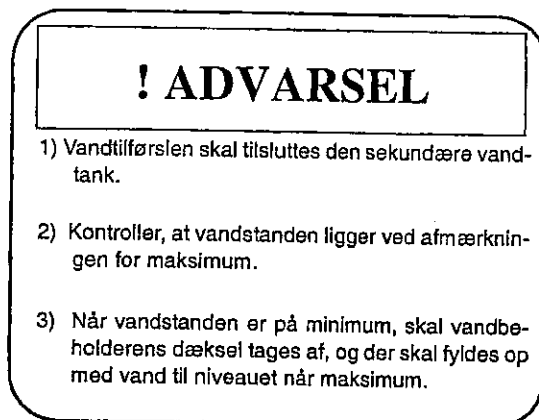 ! ADVARSEL
1) Vandtilførslen skal tilsluttes den sekundære vand-
tank.
2) Kontroller, at vandstanden ligger ved afmærknin-
gen for maksimum.
3) Når vandstanden er på minimum, skal vandbe-
holderens dæksel tages af, og der skal fyldes op
med vand til niveauet når maksimum.